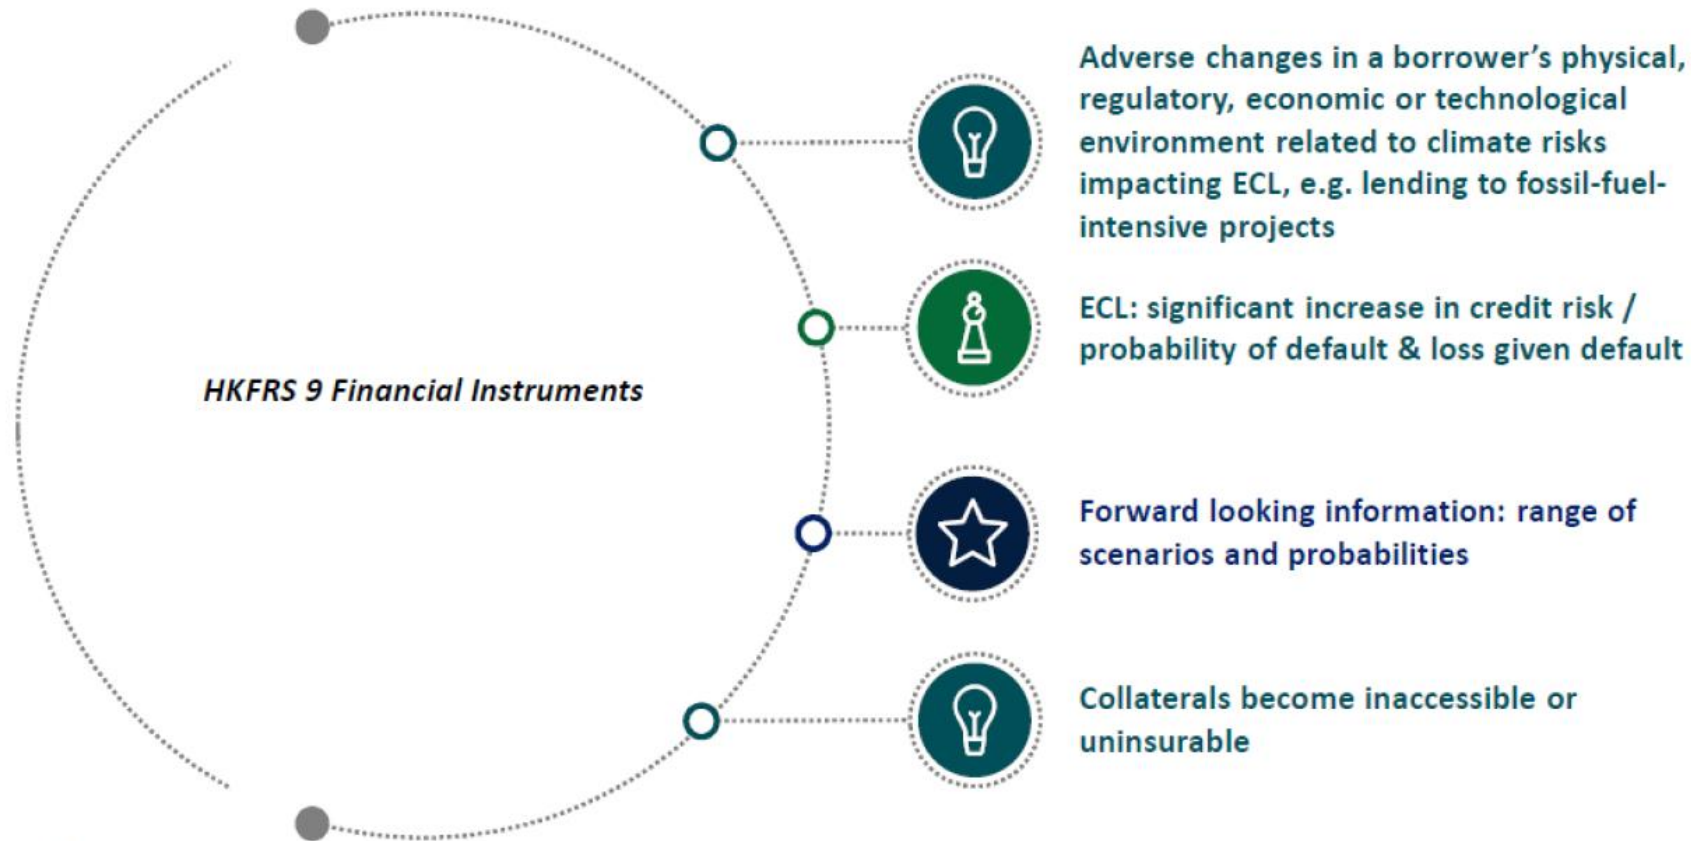 Adverse changes in a borrower’s physical,
regulatory, economic or technological
environment related to climate risks
impacting ECL, e.g. lending to fossil-fuel-
intensive projects
ECL: significant increase in credit risk /
probability of default & loss given default
HKFRS 9 Financial Instruments
Forward looking information: range of
scenarios and probabilities
Collaterals become inaccessible or
uninsurable